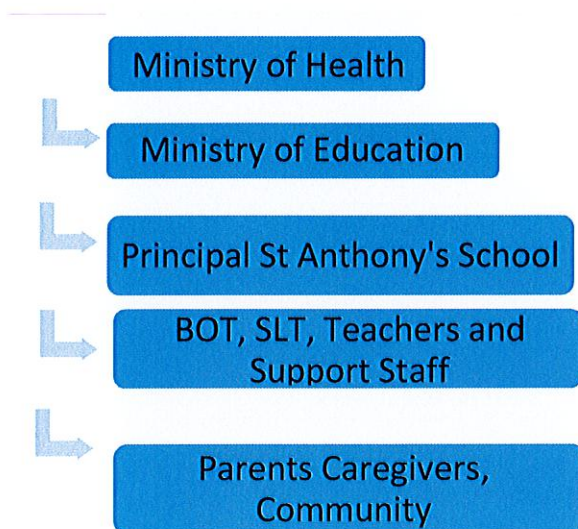 Ministry of Health
Ministry of Education
Principal St Anthony's School
BOT, SLT, Teachers and
Support Staff
Parents Caregivers,
Community